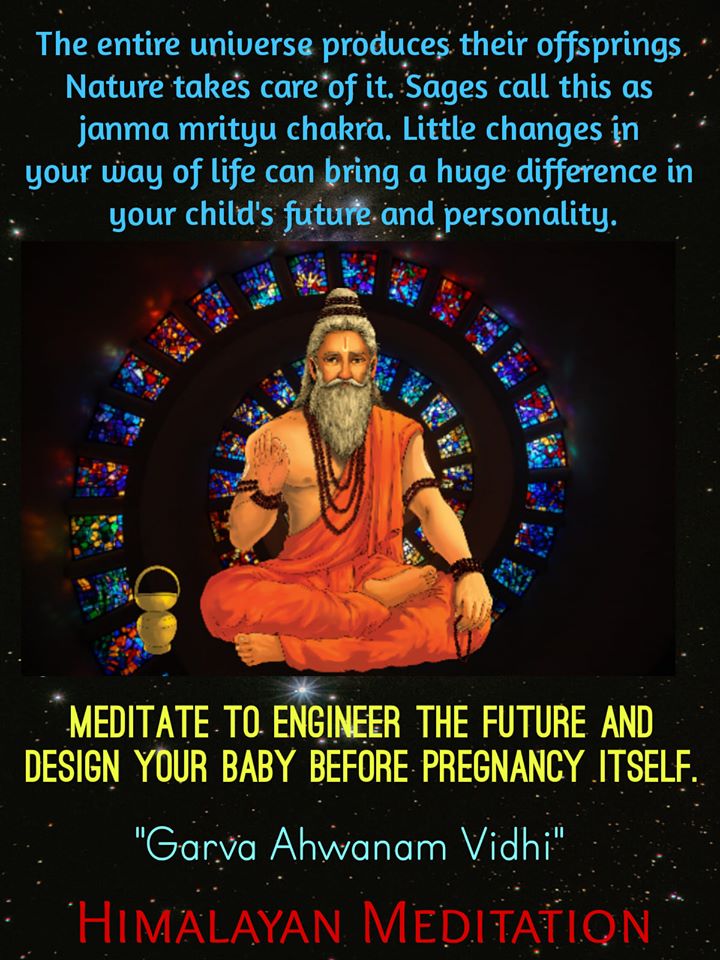 The entire universe produces their offsprings
Nature takes care of it. Sages call this as
janma mrityu chakra. Little changes in
your way of life can bring a huge difference in
your child's future and personality.
MEDITATE TO ENGINEER THE FUTURE AND
DESIGN YOUR BABY BEFORE PREGNANCY ITSELF.
"Garva Ahwanam Vidhi"
HIMALAYAN MEDITATION